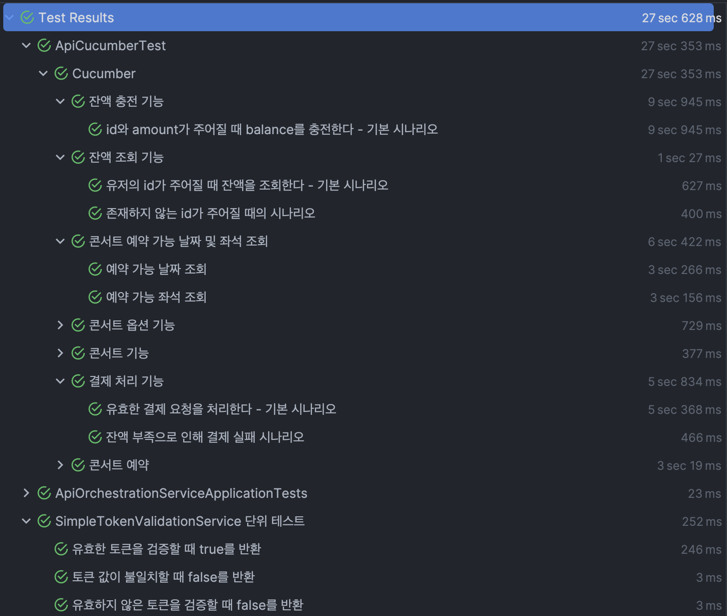 Test Results 27 sec 628 ms
ApiCucumberTest 27 sec 353 ms
Cucumber 27 sec 353 ms
잔액 충전 기능 9 sec 945 ms
id와 amount가 주어질 때 balance를 충전한다 - 기본 시나리오 9 sec 945 ms
잔액 조회 기능 1 sec 27 ms
유저의 id가 주어질 때 잔액을 조회한다 - 기본 시나리오 627 ms
존재하지 않는 id가 주어질 때의 시나리오 400 ms
콘서트 예약 가능 날짜 및 좌석 조회 6 sec 422 ms
예약 가능 날짜 조회 3 sec 266 ms
예약 가능 좌석 조회 3 sec 156 ms
콘서트 옵션 기능 729 ms
콘서트 기능 377 ms
결제 처리 기능 5 sec 834 ms
유효한 결제 요청을 처리한다 - 기본 시나리오 5 sec 368 ms
잔액 부족으로 인해 결제 실패 시나리오 466 ms
콘서트 예약 3 sec 19 ms
ApiOrchestrationServiceApplicationTests 23 ms
SimpleTokenValidationService 단위 테스트 252 ms
유효한 토큰을 검증할 때 true를 반환 246 ms
토큰 값이 불일치할 때 false를 반환 3 ms
유효하지 않은 토큰을 검증할 때 false를 반환 3 ms